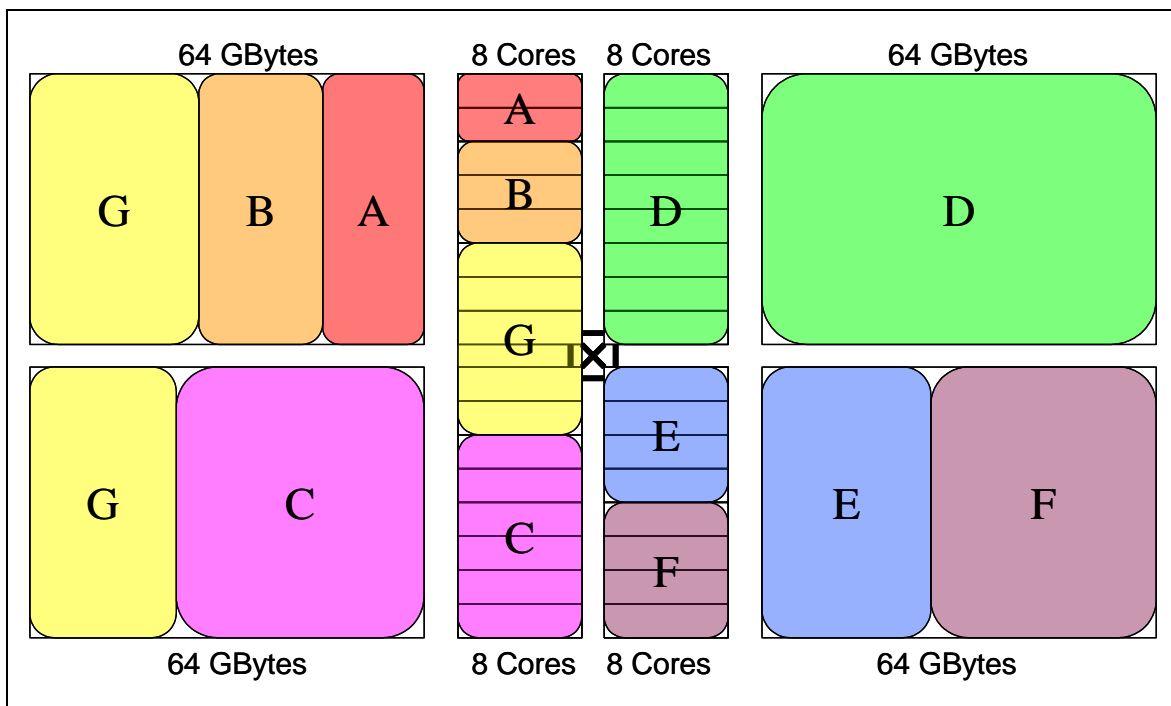 64 GBytes 8 Cores 8 Cores 64 GBytes
A
B
G B A D D
G
E
G C E F
C
F
64 GBytes 8 Cores 8 Cores 64 GBytes